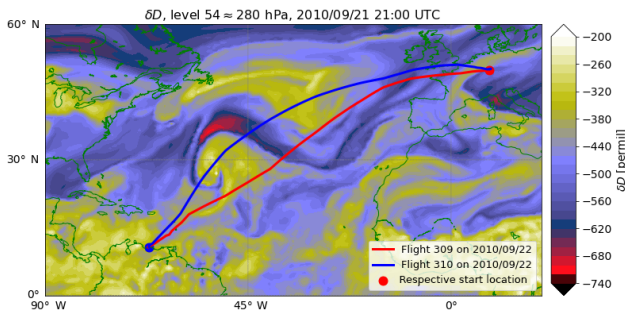 δD, level 54 ≈ 280 hPa, 2010/09/21 21:00 UTC
60° N
30° N
0°
90° W
45° W
0°
Flight 309 on 2010/09/22
Flight 310 on 2010/09/22
Respective start location
−200
−260
−320
−380
−440
−500
−560
−620
−680
−740
δD [permill]